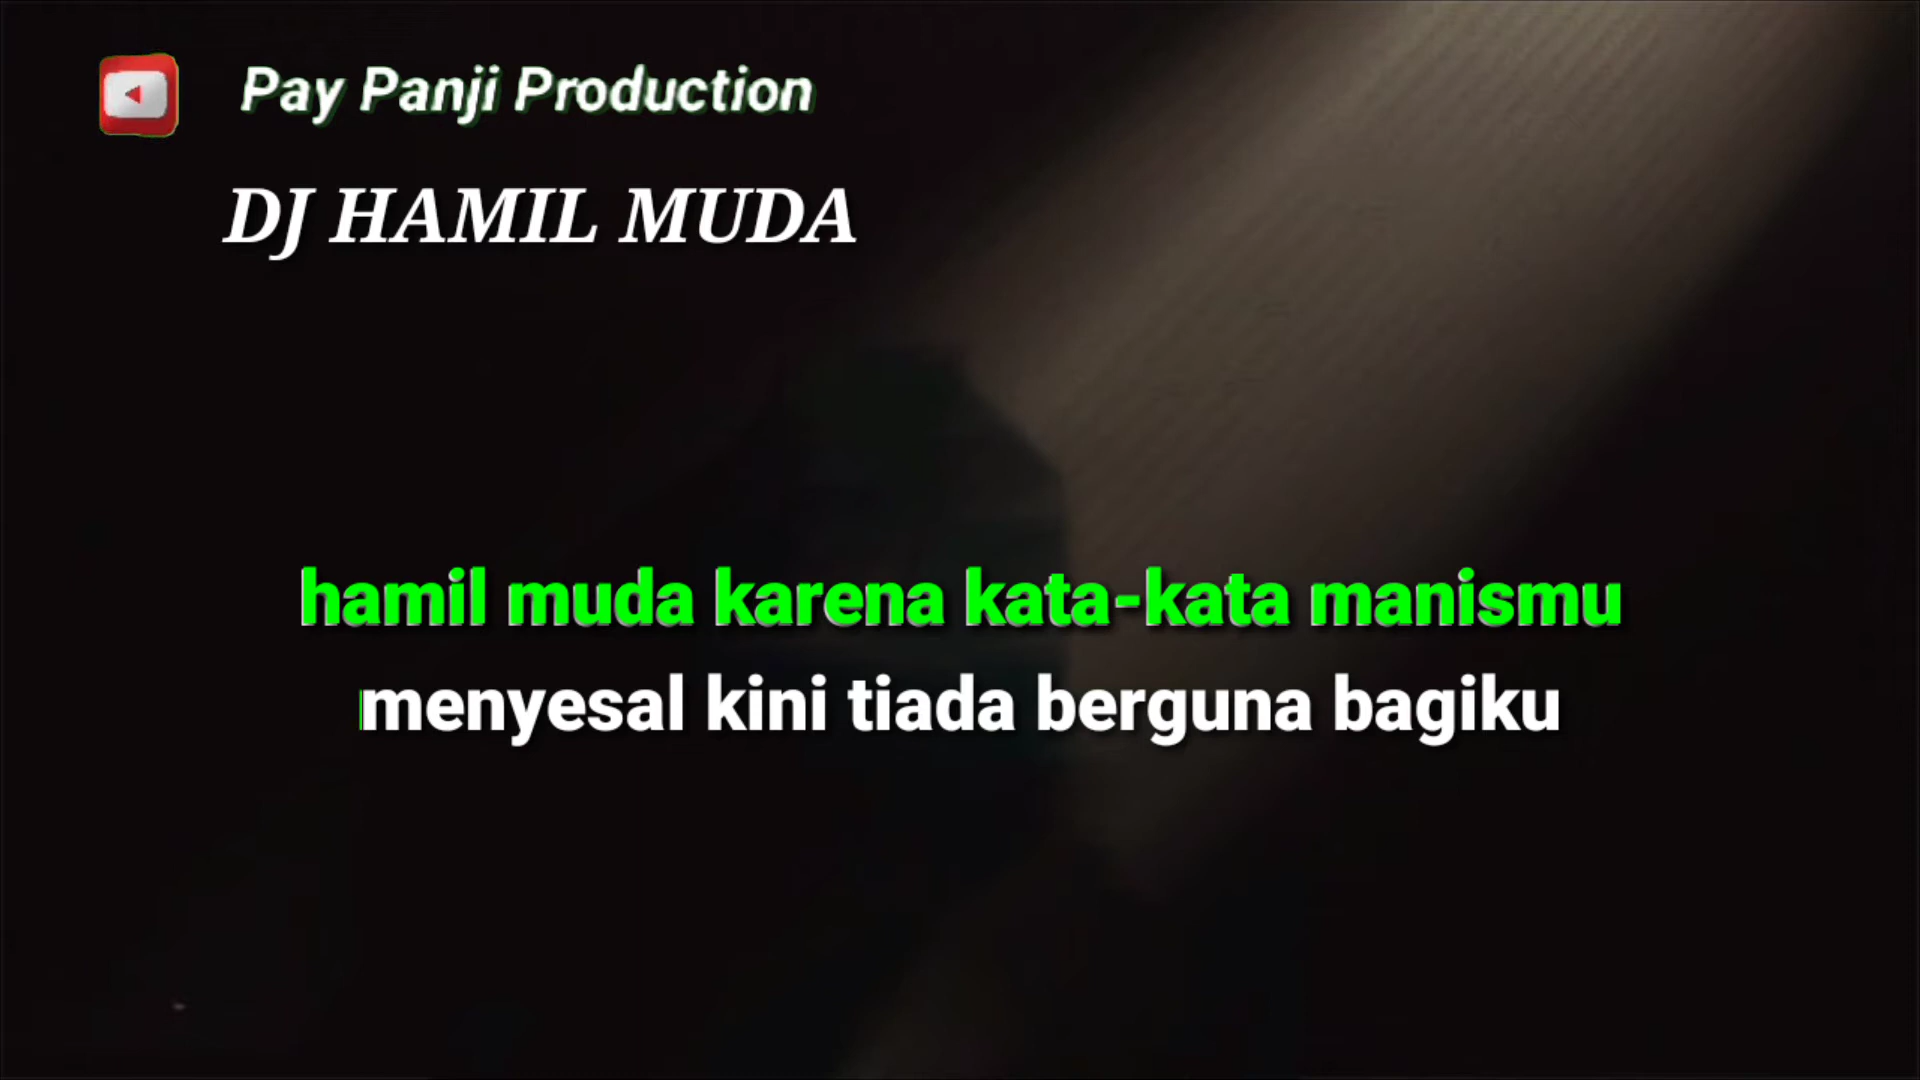 Pay Panji Production
DJ HAMIL MUDA
hamil muda karena kata-kata manismu
menyesal kini tiada berguna bagiku